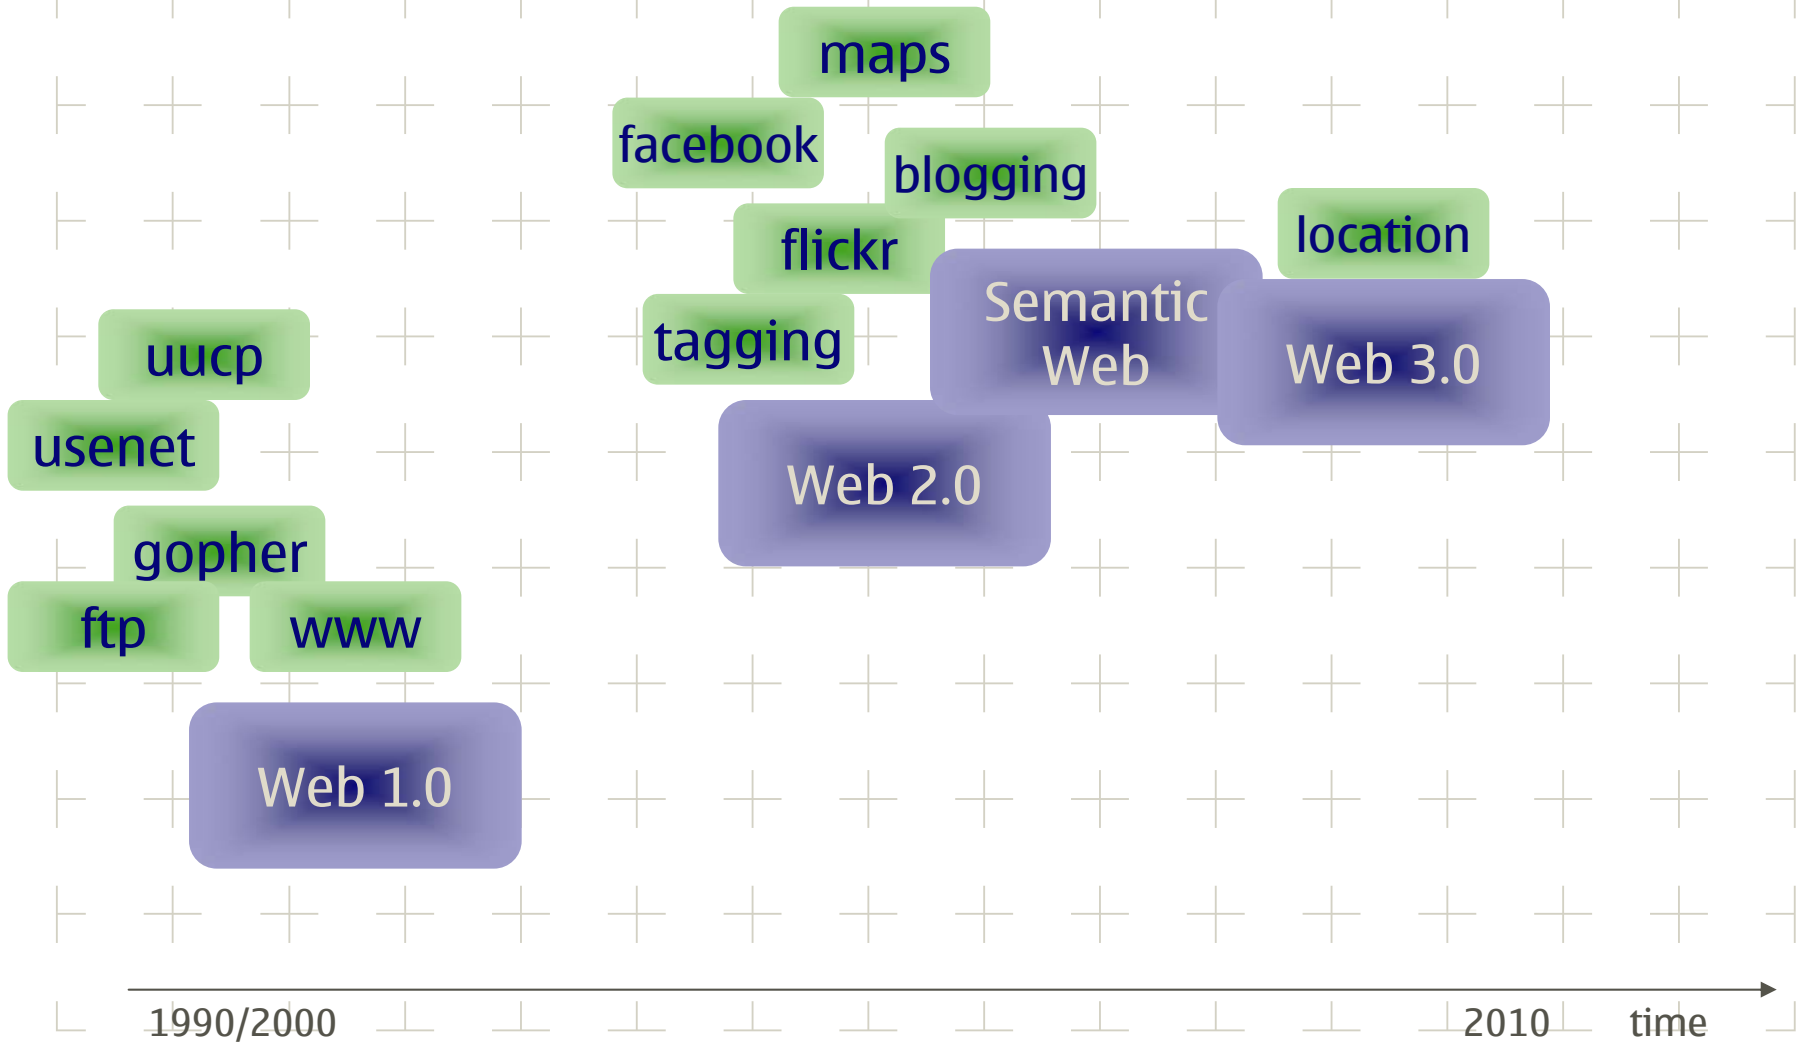 maps
facebook
blogging
flickr
location
Semantic
Web
tagging
uucp
Web 3.0
usenet
Web 2.0
gopher
ftp
www
Web 1.0
1990/2000
2010
time